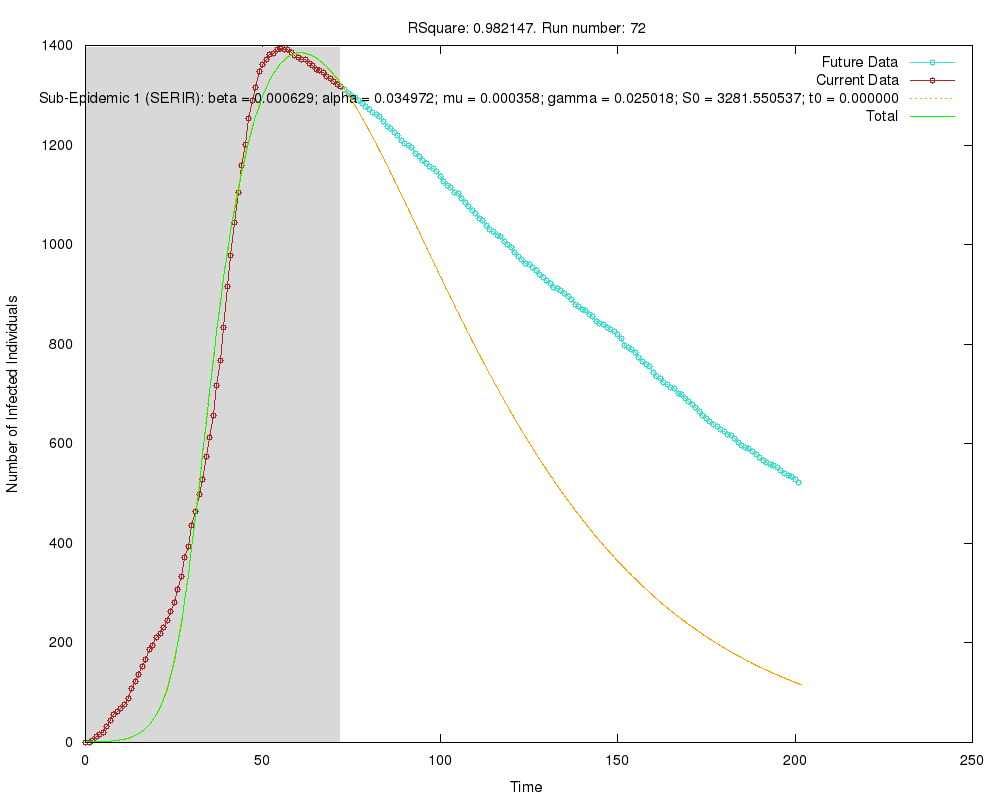 RSquare: 0.982147. Run number: 72
Future Data
Current Data
Sub-Epidemic 1 (SERIR): beta = 0.000629; alpha = 0.034972; mu = 0.000358; gamma = 0.025018; S0 = 3281.550537; t0 = 0.000000
Total
Number of Infected Individuals
1400
1200
1000
800
600
400
200
0
0 50 100 150 200 250
Time